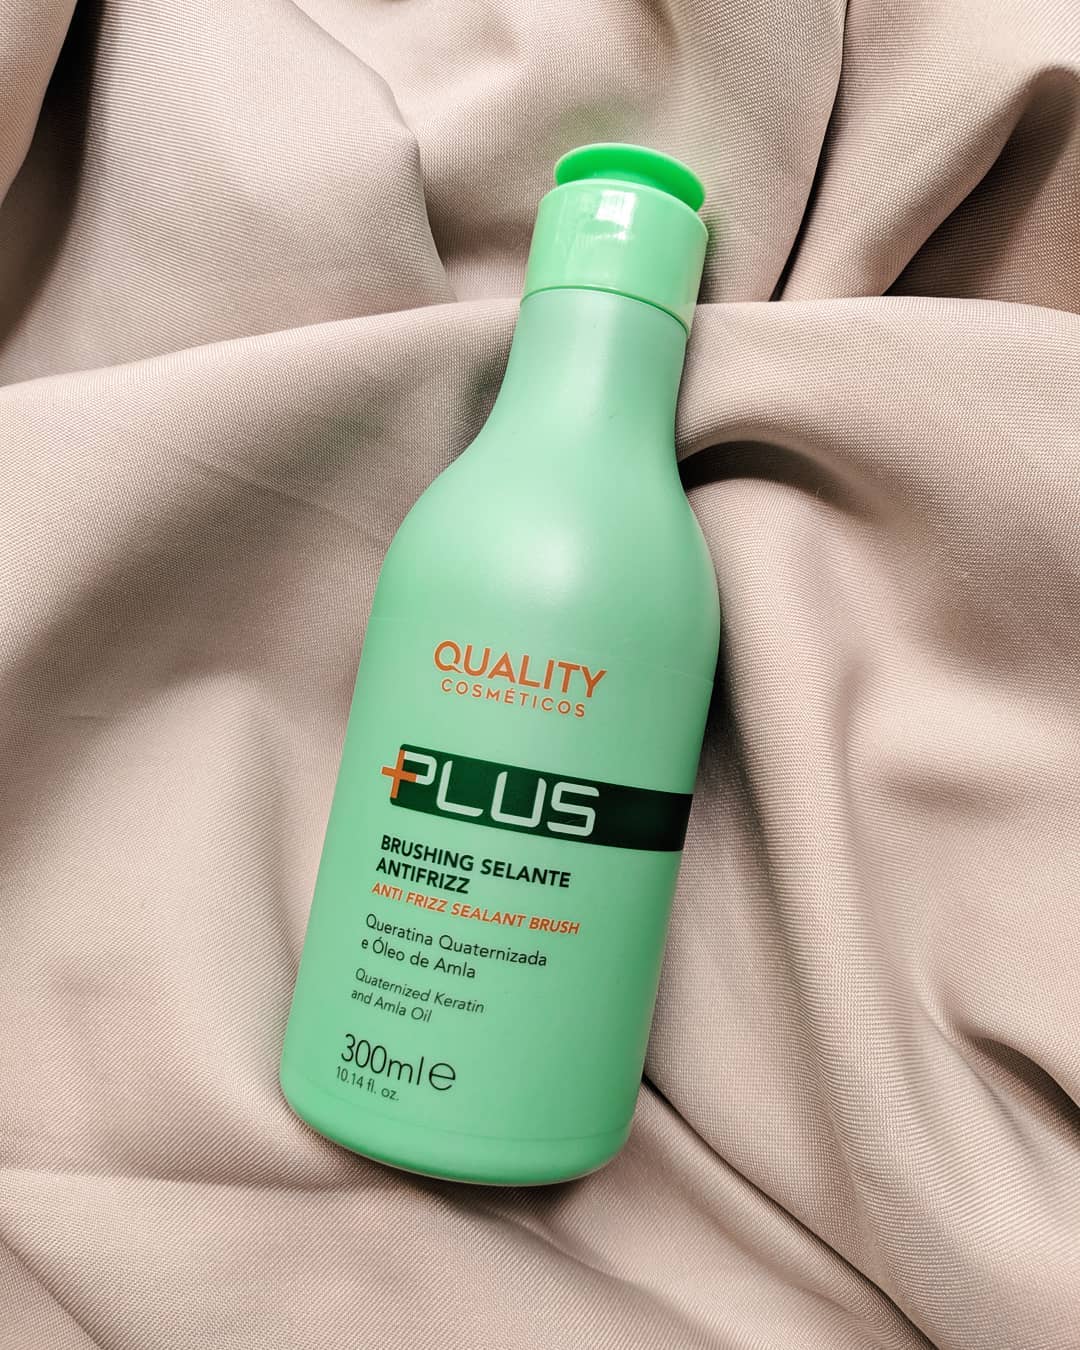 QUALITY
COSMÉTICOS
+PLUS
BRUSHING SELANTE
ANTIFRIZZ
ANTI FRIZZ SEALANT BRUSH
Queratina Quaternizada
e Óleo de Amla
Quaternized Keratin
and Amla Oil
300ml℮
10.14 fl. oz.